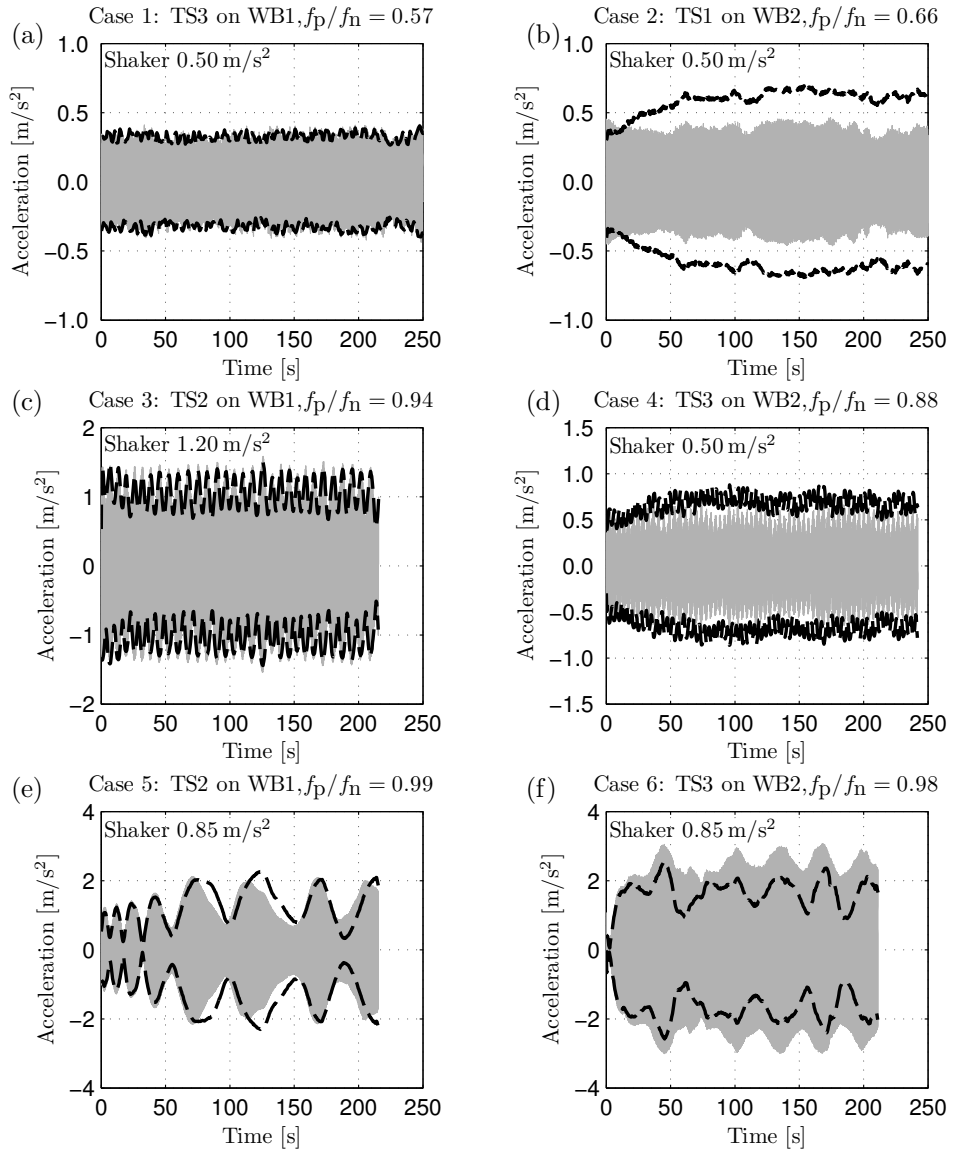 Case 1: TS3 on WB1, fp/fn = 0.57
(a)
Shaker 0.50 m/s²
1.0
0.5
0.0
−0.5
−1.0
Acceleration [m/s²]
0 50 100 150 200 250
Time [s]
Case 2: TS1 on WB2, fp/fn = 0.66
(b)
Shaker 0.50 m/s²
1.0
0.5
0.0
−0.5
−1.0
Acceleration [m/s²]
0 50 100 150 200 250
Time [s]
(c) Case 3: TS2 on WB1, fp/fn = 0.94
Shaker 1.20 m/s²
2
1
0
−1
−2
Acceleration [m/s²]
0 50 100 150 200 250
Time [s]
(d) Case 4: TS3 on WB2, fp/fn = 0.88
Shaker 0.50 m/s²
1.5
1.0
0.5
0.0
−0.5
−1.0
−1.5
Acceleration [m/s²]
0 50 100 150 200 250
Time [s]
(e) Case 5: TS2 on WB1, fp/fn = 0.99
Shaker 0.85 m/s²
4
2
0
−2
−4
Acceleration [m/s²]
0 50 100 150 200 250
Time [s]
(f) Case 6: TS3 on WB2, fp/fn = 0.98
Shaker 0.85 m/s²
4
2
0
−2
−4
Acceleration [m/s²]
0 50 100 150 200 250
Time [s]